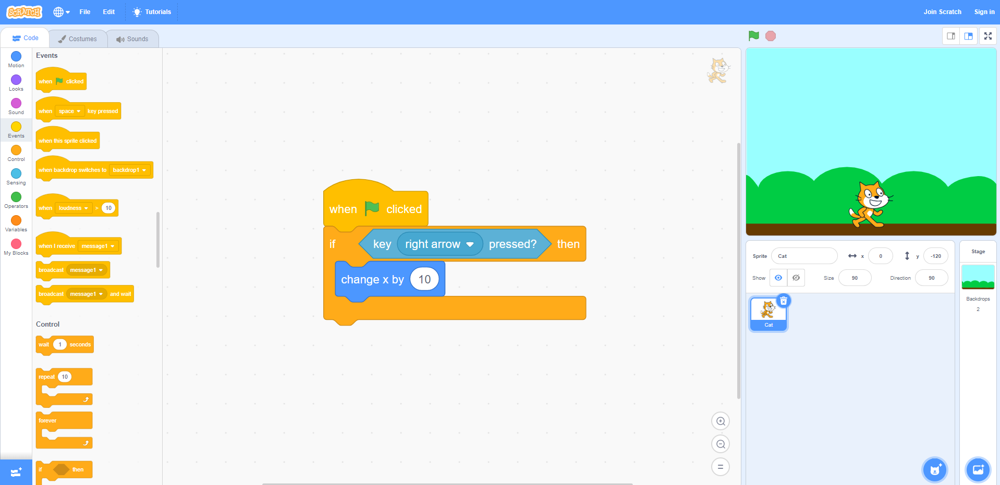 SCRATCH File Edit Tutorials Join Scratch Sign in
Code Costumes Sounds
Motion
Looks
Sound
Events
Control
Sensing
Operators
Variables
My Blocks
Events
when clicked
when space key pressed
when this sprite clicked
when backdrop switches to backdrop1
when loudness > 10
when I receive message1
broadcast message1
broadcast message1 and wait
Control
wait 1 seconds
repeat 10
forever
if then
when clicked
if key right arrow pressed? then
change x by 10
Sprite Cat x 0 y -120
Show Size 90 Direction 90
Cat
Stage
Backdrops
2